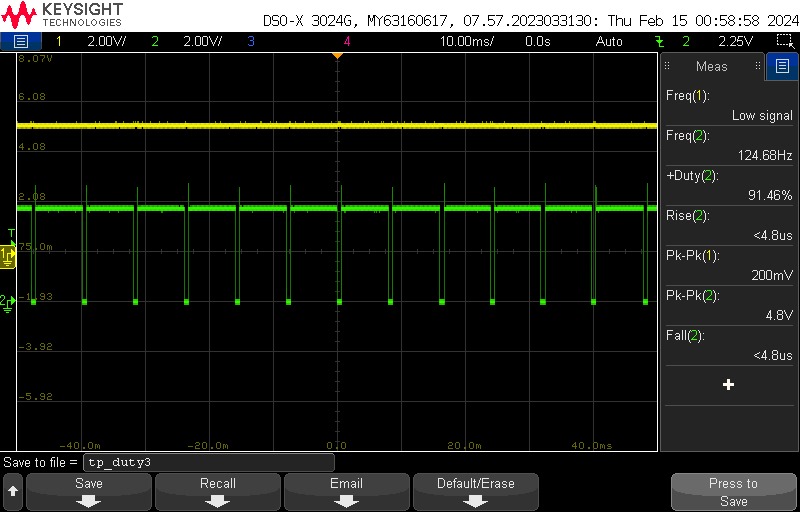 KEYSIGHT
TECHNOLOGIES
DSO-X 3024G, MY63160617, 07.57.2023033130: Thu Feb 15 00:58:58 2024
1 2.00V/ 2 2.00V/ 3 4 10.00ms/ 0.0s Auto 2 2.25V
8.07V
6.08
4.08
2.08
75.0m
-1.93
-3.92
-5.92
T
1
2
-40.0m -20.0m 0.0 20.0m 40.0ms
Meas
Freq(1):
Low signal
Freq(2):
124.68Hz
+Duty(2):
91.46%
Rise(2):
<4.8us
Pk-Pk(1):
200mV
Pk-Pk(2):
4.8V
Fall(2):
<4.8us
Save to file = tp_duty3
Save Recall Email Default/Erase Press to
Save